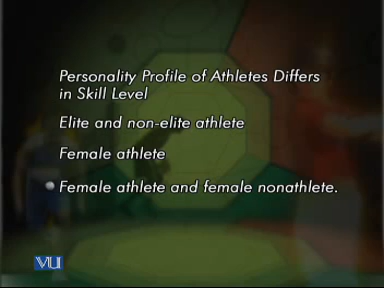 Personality Profile of Athletes Differs
in Skill Level
Elite and non-elite athlete
Female athlete
Female athlete and female nonathlete.
VU